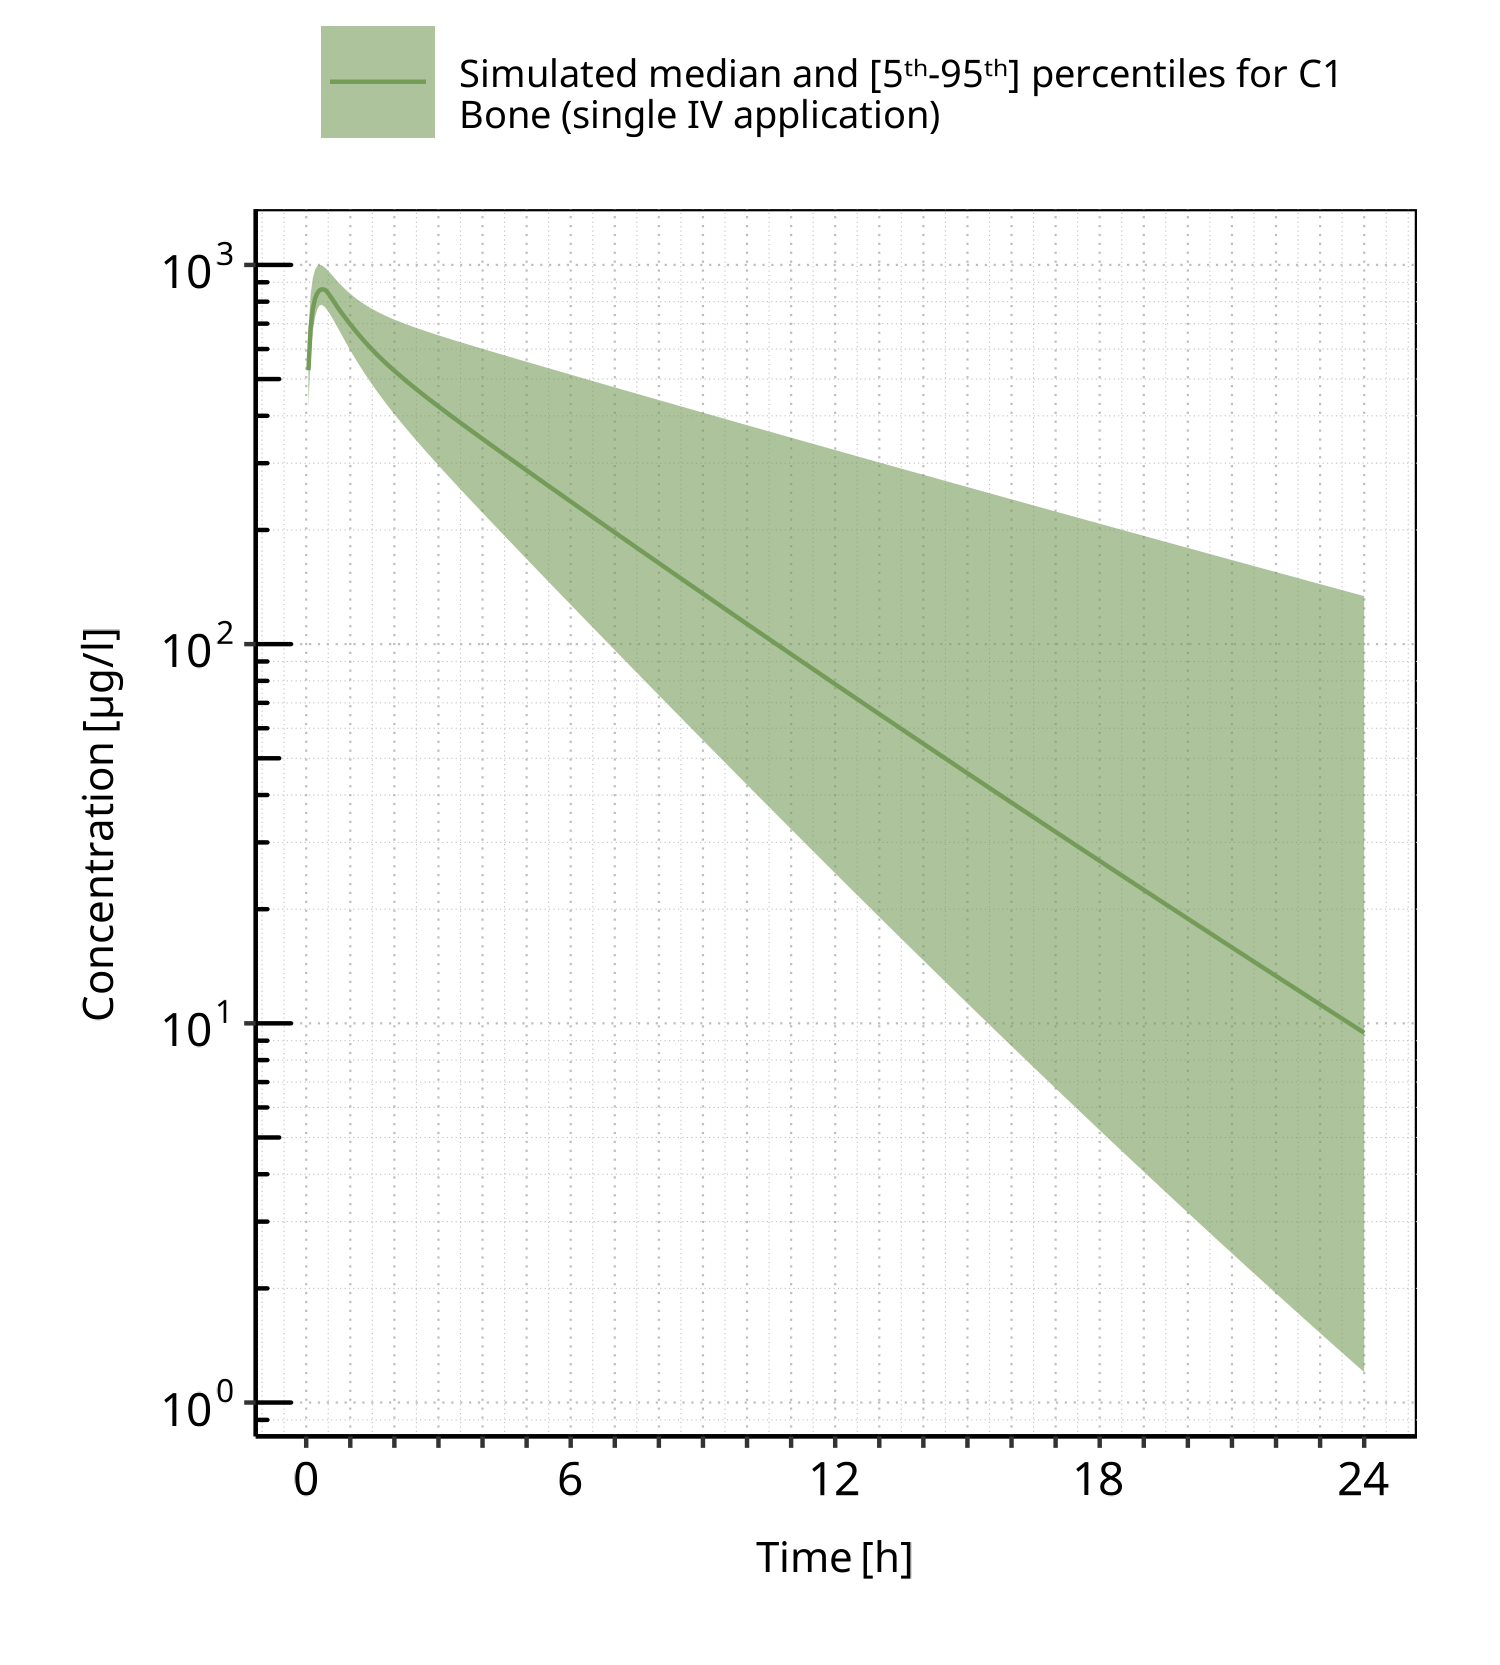 Simulated median and [5th-95th] percentiles for C1
Bone (single IV application)
10^3
10^2
10^1
10^0
Concentration [µg/l]
0 6 12 18 24
Time [h]